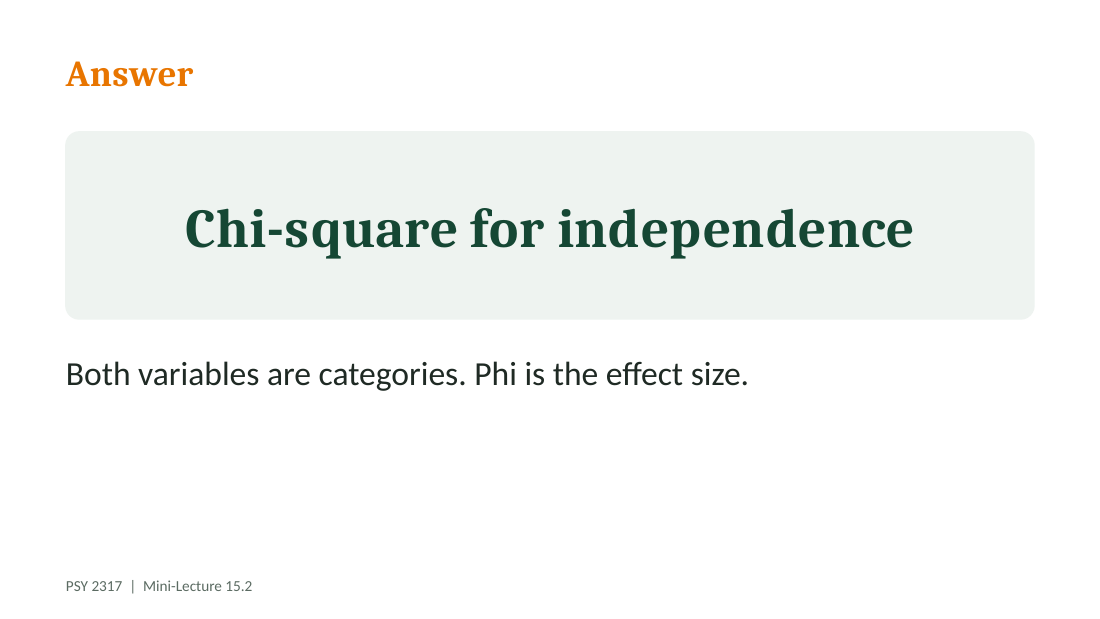 Answer
Chi-square for independence
Both variables are categories. Phi is the effect size.
PSY 2317 | Mini-Lecture 15.2